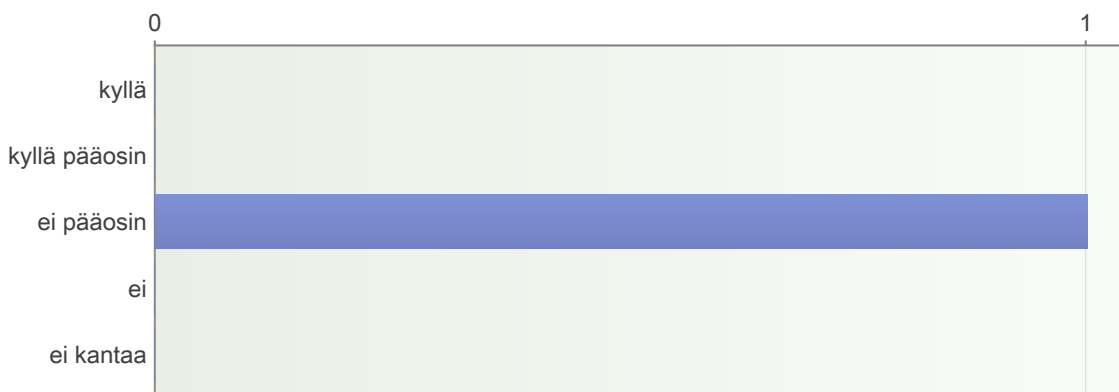 0 1
kyllä
kyllä pääosin
ei pääosin
ei
ei kantaa